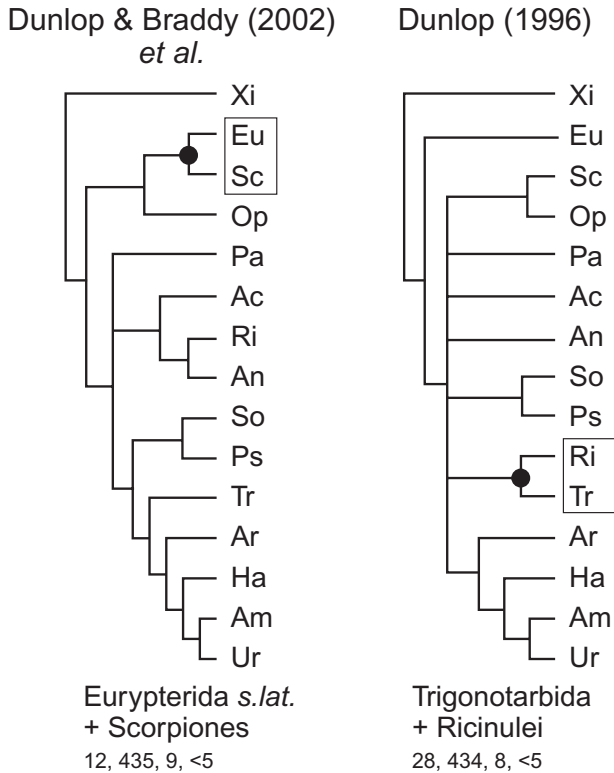 Dunlop & Braddy (2002)
et al.
Xi
Eu
Sc
Op
Pa
Ac
Ri
An
So
Ps
Tr
Ar
Ha
Am
Ur
Eurypterida s.lat.
+ Scorpiones
12, 435, 9, <5
Dunlop (1996)
Xi
Eu
Sc
Op
Pa
Ac
An
So
Ps
Ri
Tr
Ar
Ha
Am
Ur
Trigonotarbida
+ Ricinulei
28, 434, 8, <5